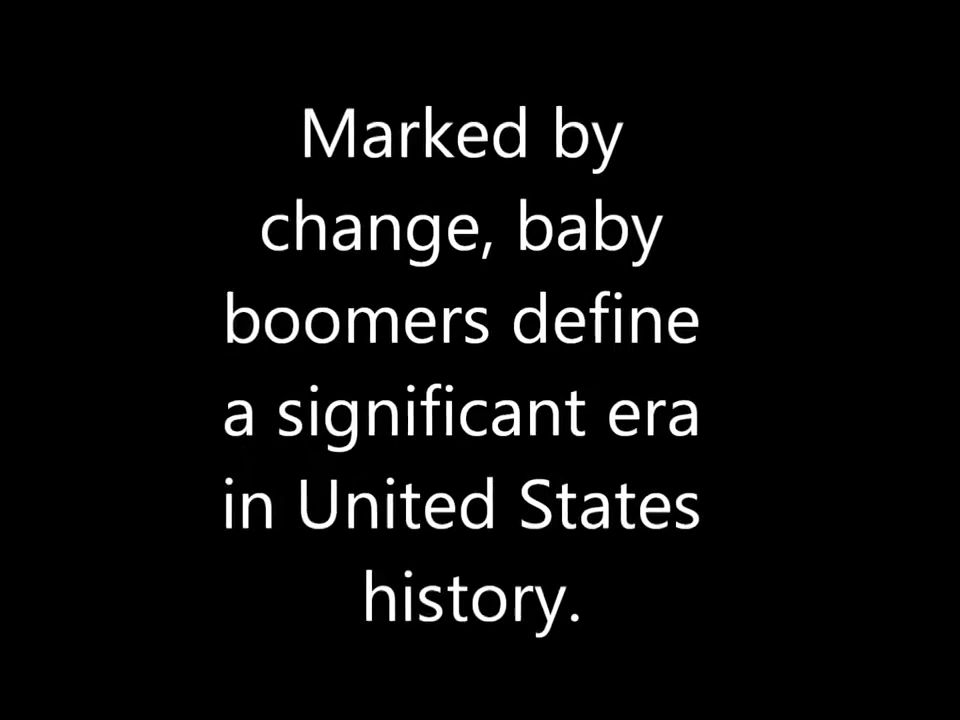 Marked by
change, baby
boomers define
a significant era
in United States
history.